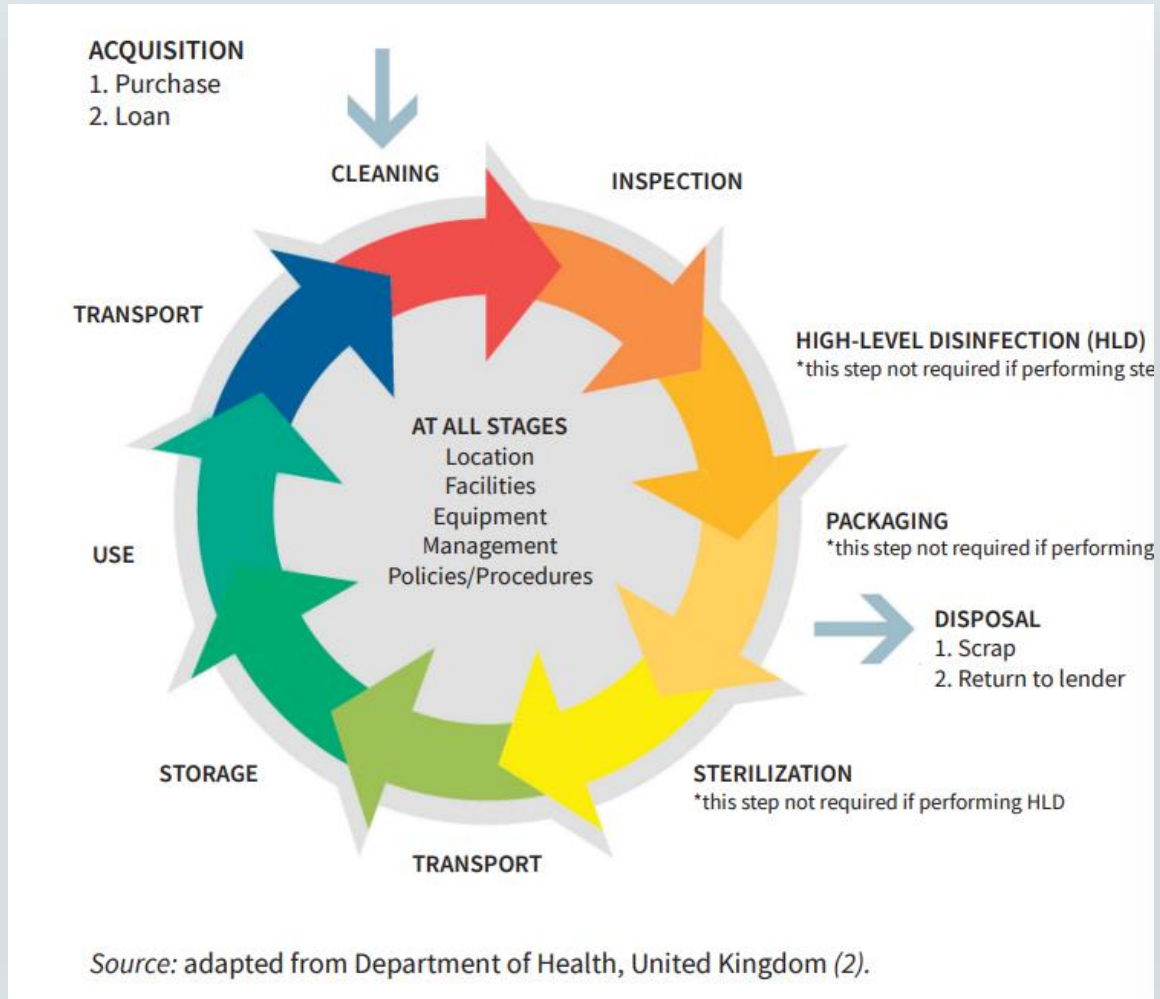 ACQUISITION
1. Purchase
2. Loan
CLEANING
INSPECTION
TRANSPORT
HIGH-LEVEL DISINFECTION (HLD)
*this step not required if performing
AT ALL STAGES
Location
Facilities
Equipment
Management
Policies/Procedures
PACKAGING
*this step not required if performing
USE
DISPOSAL
1. Scrap
2. Return to lender
STORAGE
STERILIZATION
*this step not required if performing HLD
TRANSPORT
Source: adapted from Department of Health, United Kingdom (2).